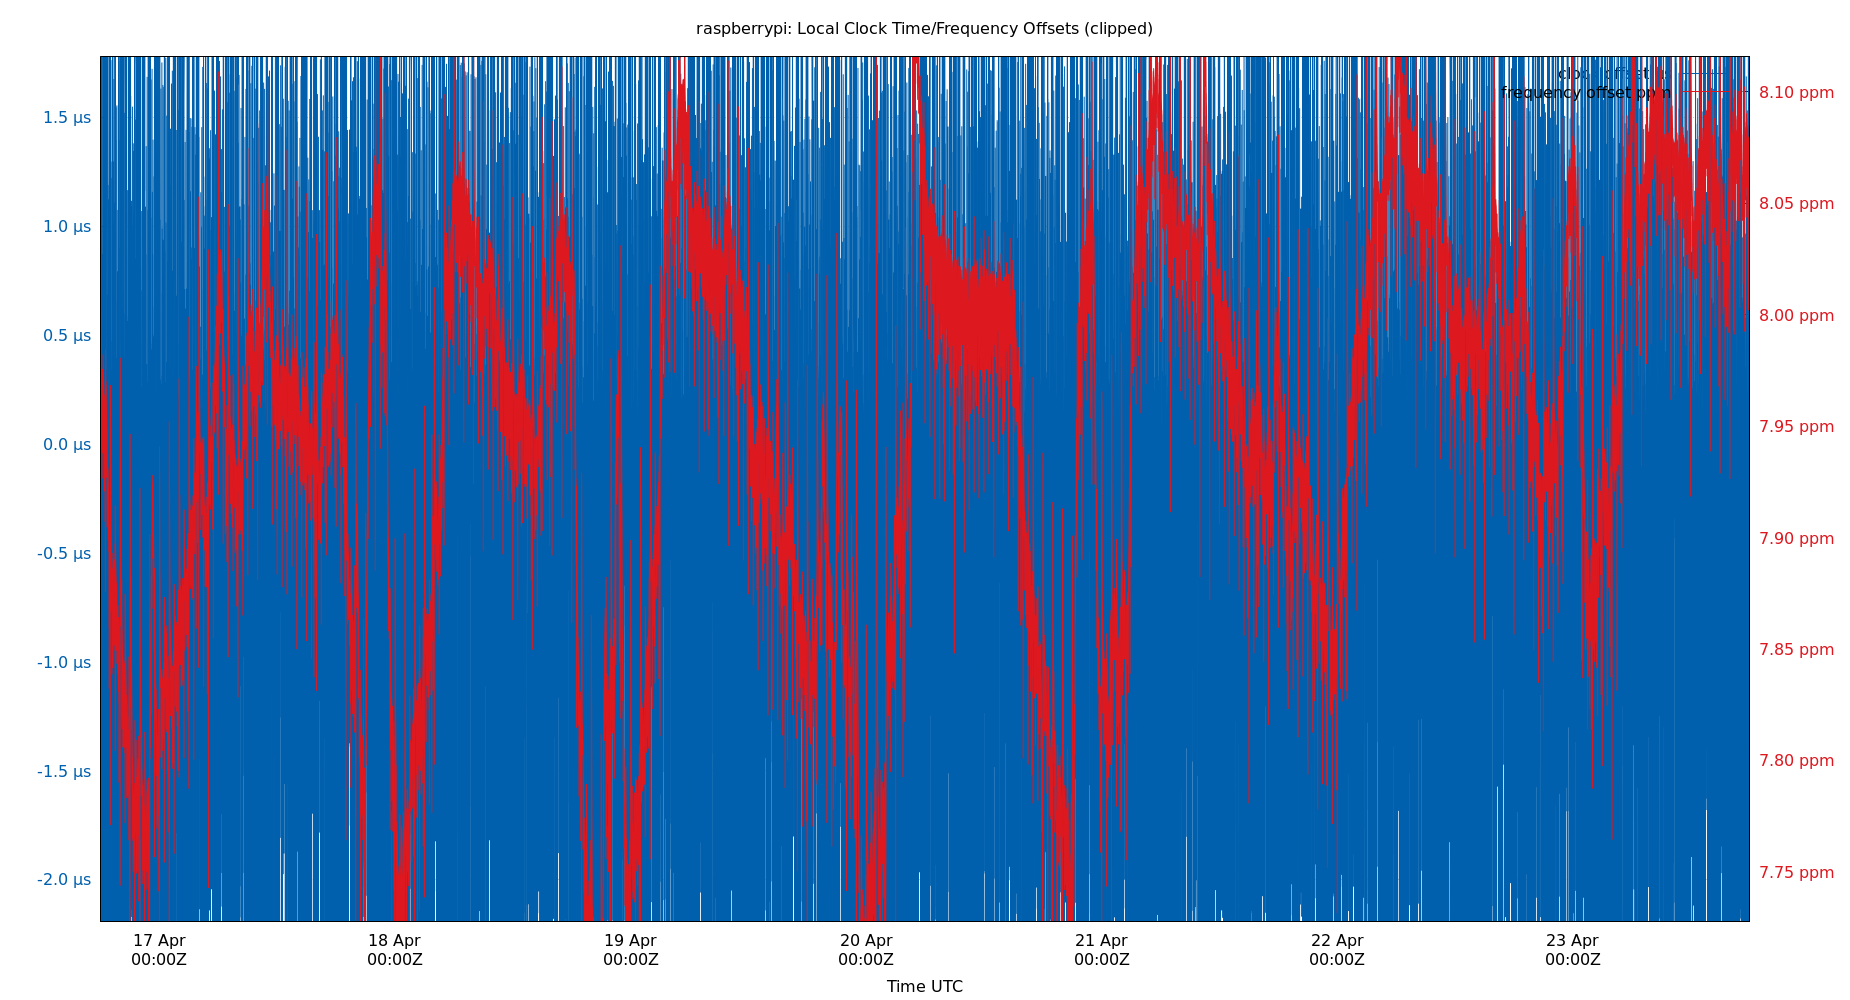 raspberrypi: Local Clock Time/Frequency Offsets (clipped)
frequency offset ppm
1.5 µs
1.0 µs
0.5 µs
0.0 µs
-0.5 µs
-1.0 µs
-1.5 µs
-2.0 µs
8.10 ppm
8.05 ppm
8.00 ppm
7.95 ppm
7.90 ppm
7.85 ppm
7.80 ppm
7.75 ppm
17 Apr 18 Apr 19 Apr 20 Apr 21 Apr 22 Apr 23 Apr
00:00Z 00:00Z 00:00Z 00:00Z 00:00Z 00:00Z 00:00Z
Time UTC